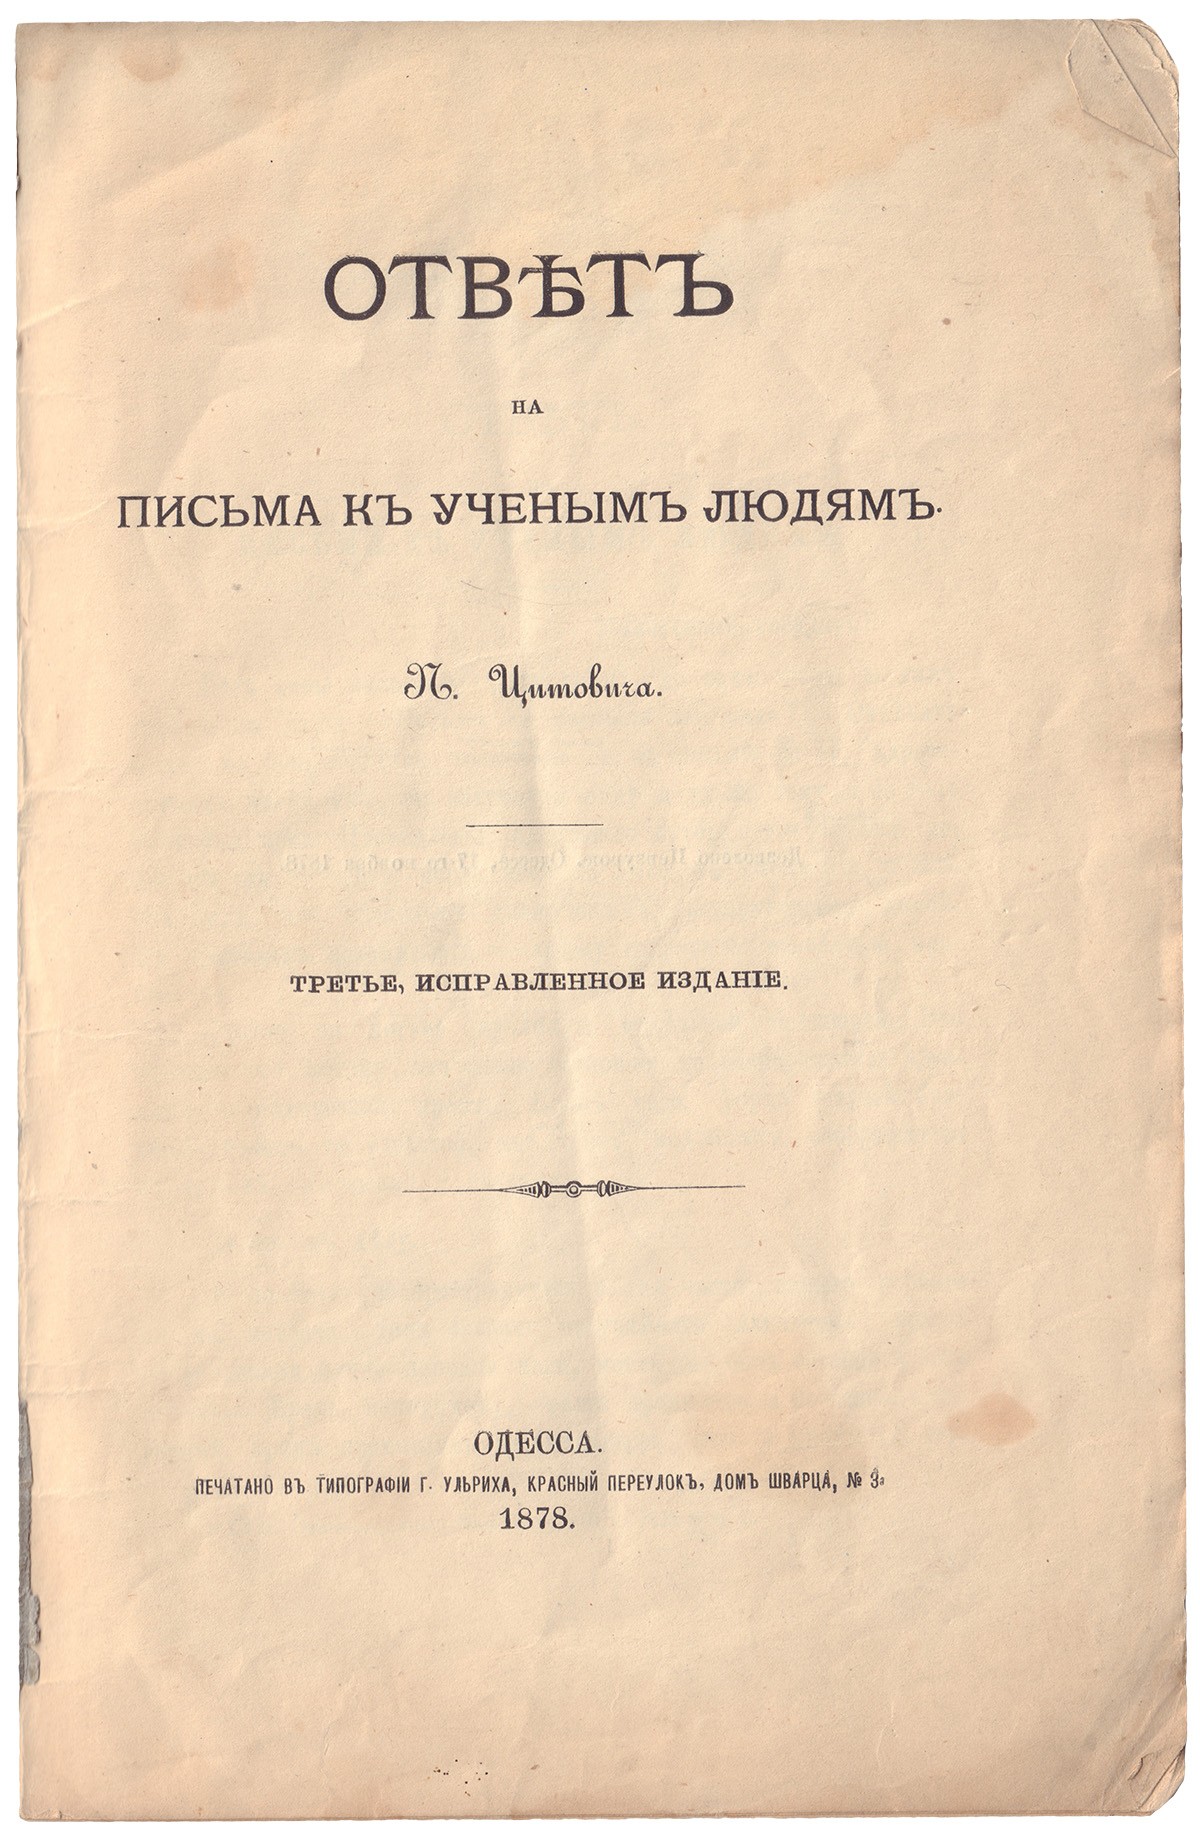 ОТВѢТЪ
НА
ПИСЬМА КЪ УЧЕНЫМЪ ЛЮДЯМЪ.
П. Цитовича.
ТРЕТЬЕ, ИСПРАВЛЕННОЕ ИЗДАНІЕ.
ОДЕССА.
ПЕЧАТАНО ВЪ ТИПОГРАФІИ Г. УЛЬРИХА, КРАСНЫЙ ПЕРЕУЛОКЪ, ДОМЪ ШВАРЦА, № 3.
1878.